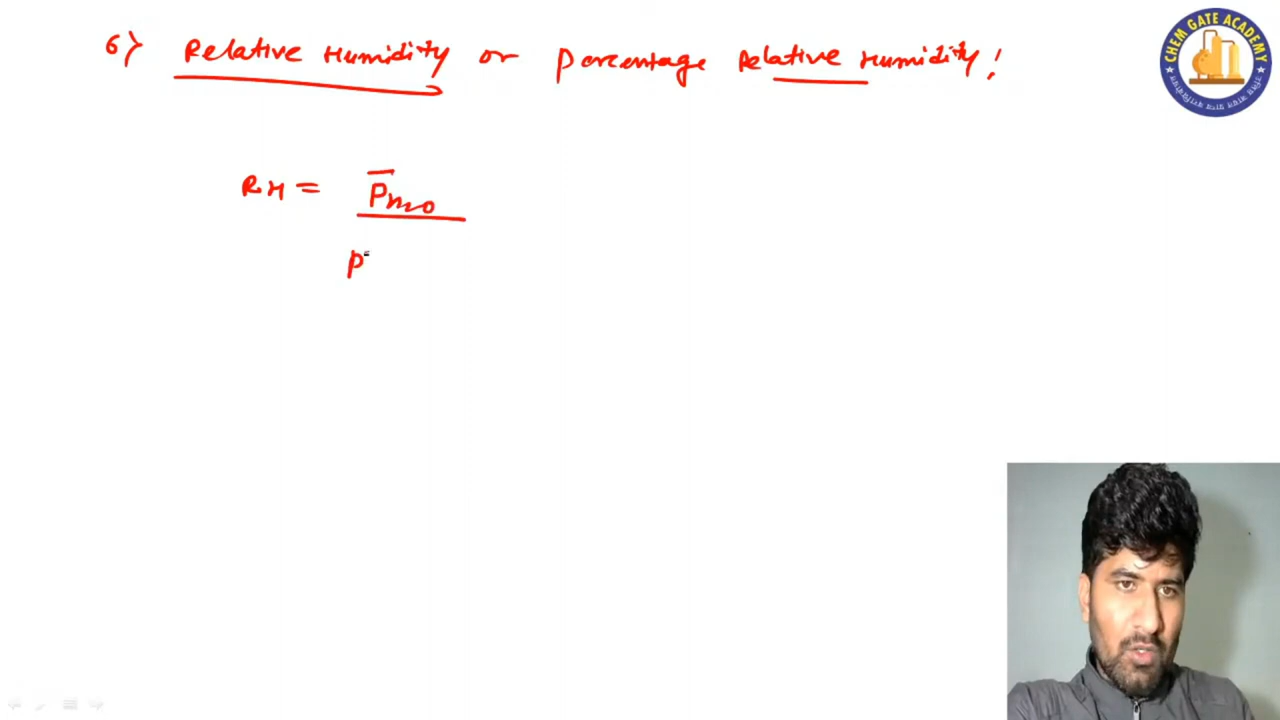 6) Relative Humidity or Percentage Relative Humidity:
CHEM GATE ACADEMY
RH = P̅H₂O
P